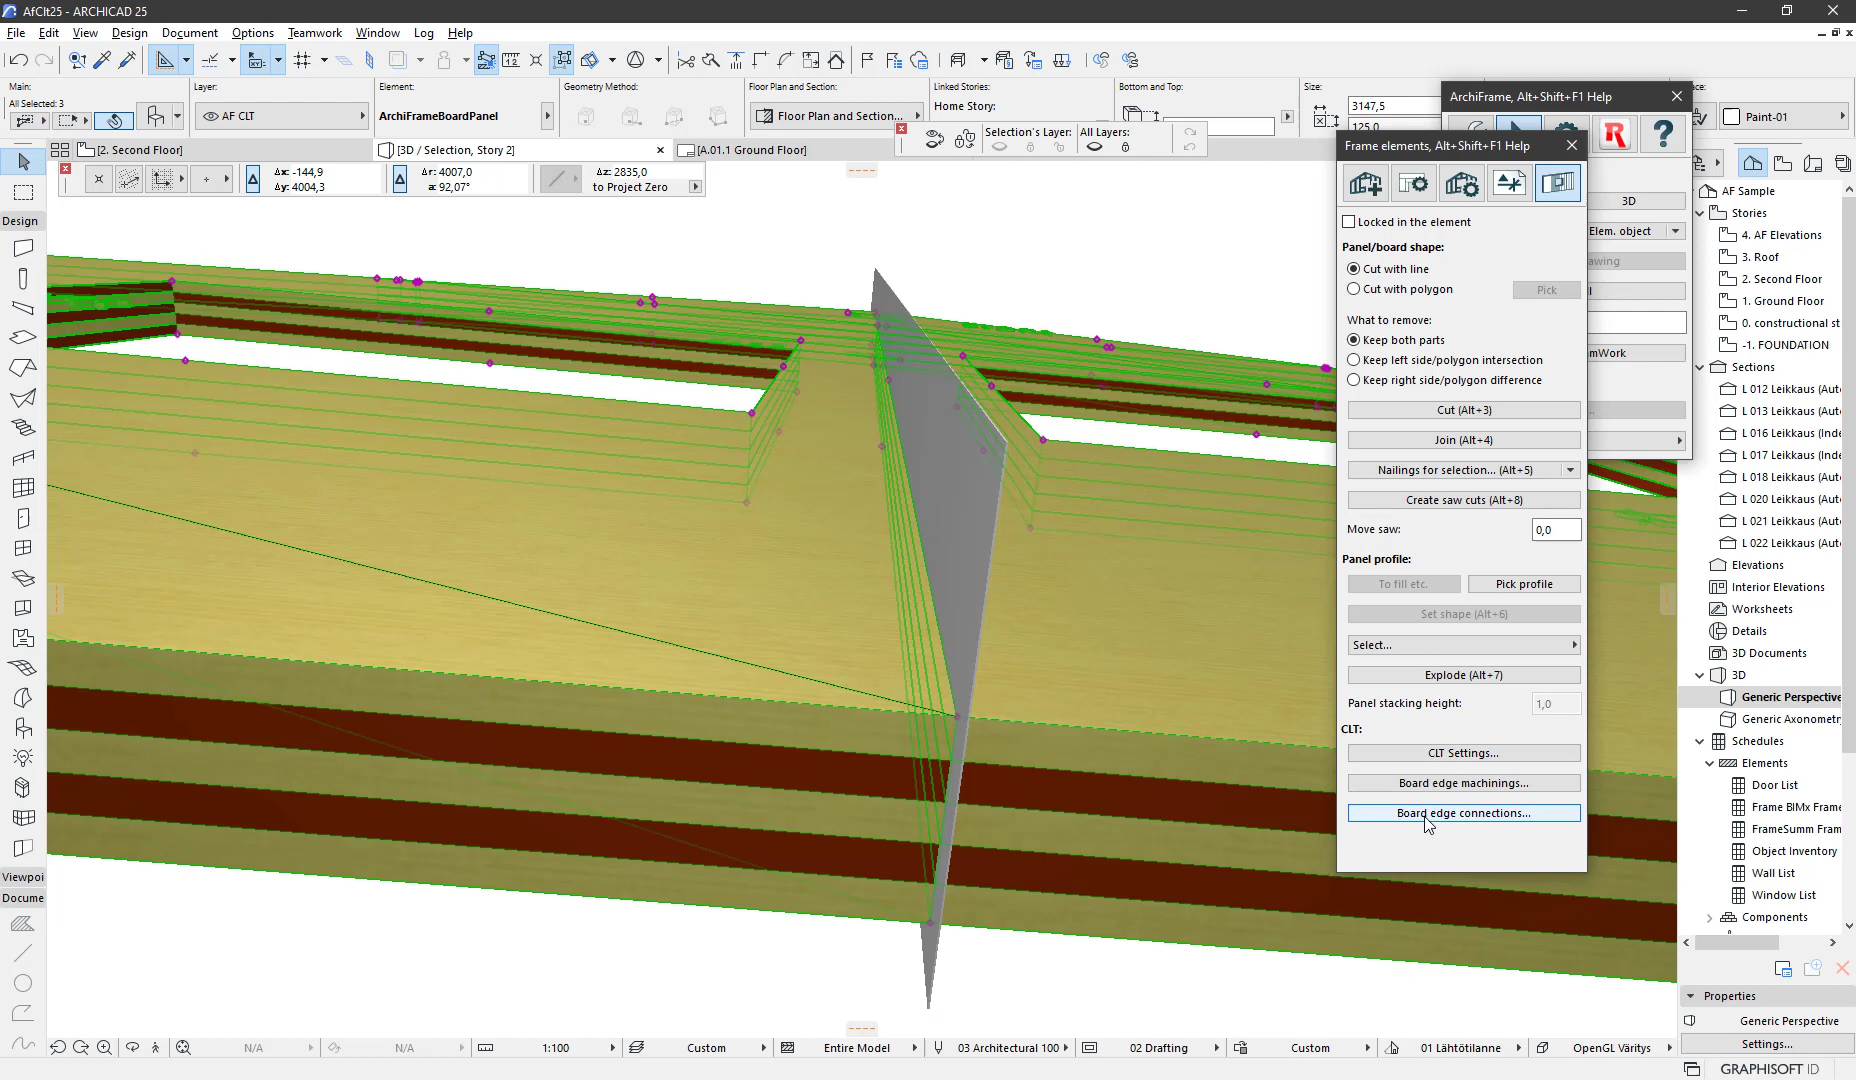 AfClt25 - ARCHICAD 25
File Edit View Design Document Options Teamwork Window Log Help
Main:
All Selected: 3
Layer:
AF CLT
Element:
ArchiFrameBoardPanel
Geometry Method:
Floor Plan and Section:
Floor Plan and Section...
Linked Stories:
Home Story:
Bottom and Top:
Size:
3147,5
125,0
Paint-01
Selection's Layer:
All Layers:
[2. Second Floor]
[3D / Selection, Story 2]
[A.01.1 Ground Floor]
Δx: -144,9
Δy: 4004,3
Δr: 4007,0
a: 92,07°
Δz: 2835,0
to Project Zero
ArchiFrame, Alt+Shift+F1 Help
3D
Elem. object
Frame elements, Alt+Shift+F1 Help
Locked in the element
Panel/board shape:
Cut with line
Cut with polygon
Pick
What to remove:
Keep both parts
Keep left side/polygon intersection
Keep right side/polygon difference
Cut (Alt+3)
Join (Alt+4)
Nailings for selection... (Alt+5)
Create saw cuts (Alt+8)
Move saw:
0,0
Panel profile:
To fill etc.
Pick profile
Set shape (Alt+6)
Select...
Explode (Alt+7)
Panel stacking height:
1,0
CLT:
CLT Settings...
Board edge machinings...
Board edge connections...
Design
Viewpoi
Docume
AF Sample
Stories
4. AF Elevations
3. Roof
2. Second Floor
1. Ground Floor
0. constructional st
-1. FOUNDATION
Sections
L 012 Leikkaus (Aut
L 013 Leikkaus (Aut
L 016 Leikkaus (Inde
L 017 Leikkaus (Inde
L 018 Leikkaus (Aut
L 020 Leikkaus (Aut
L 021 Leikkaus (Aut
L 022 Leikkaus (Aut
Elevations
Interior Elevations
Worksheets
Details
3D Documents
3D
Generic Perspective
Generic Axonometr
Schedules
Elements
Door List
Frame BIMx Frame
FrameSumm Fram
Object Inventory
Wall List
Window List
Components
Properties
Generic Perspective
Settings...
N/A
N/A
1:100
Custom
Entire Model
03 Architectural 100
02 Drafting
Custom
01 Lähtötilanne
OpenGL Väritys
GRAPHISOFT ID